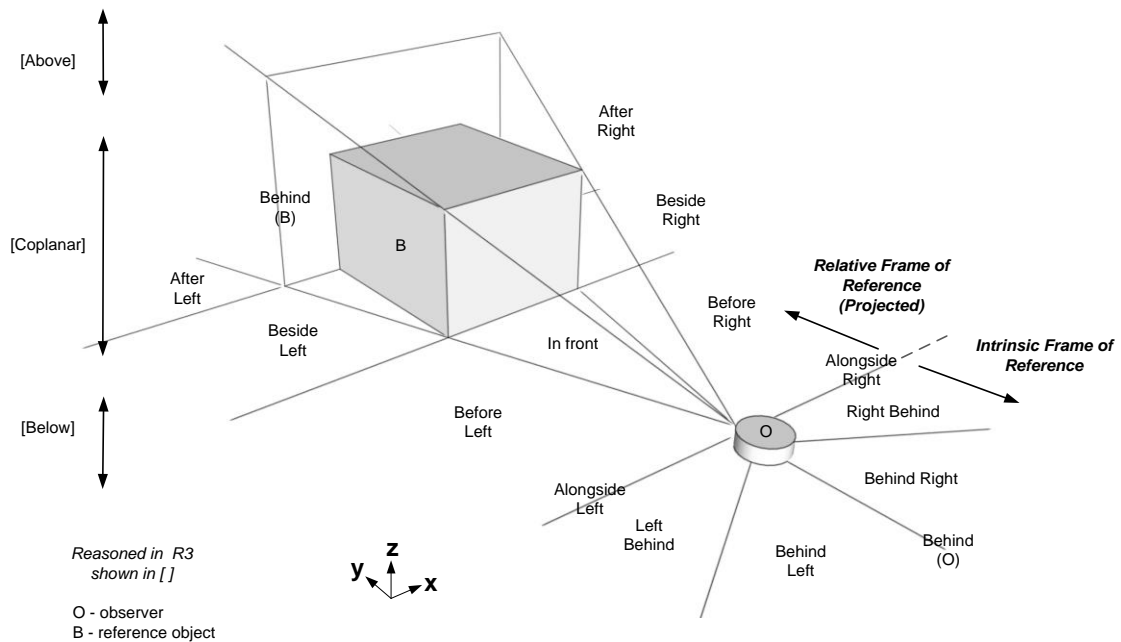 [Above]
After
Right
Behind
(B)
Beside
Right
B
[Coplanar]
After
Left
Relative Frame of
Reference
(Projected)
Before
Right
Beside
Left
In front
Intrinsic Frame of
Reference
Alongside
Right
Right Behind
[Below]
Before
Left
O
Behind Right
Alongside
Left
Left
Behind
Behind
(O)
Behind
Left
Reasoned in R3
shown in [ ]
z
y
x
O - observer
B - reference object